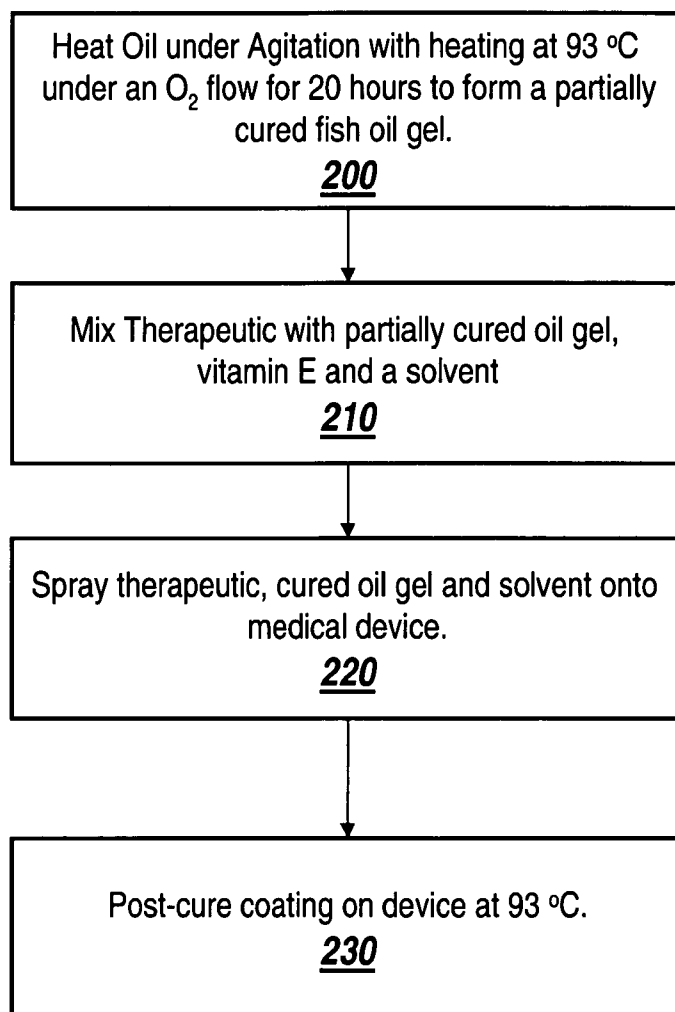 Heat Oil under Agitation with heating at 93 ºC
under an O₂ flow for 20 hours to form a partially
cured fish oil gel.
200
Mix Therapeutic with partially cured oil gel,
vitamin E and a solvent
210
Spray therapeutic, cured oil gel and solvent onto
medical device.
220
Post-cure coating on device at 93 ºC.
230